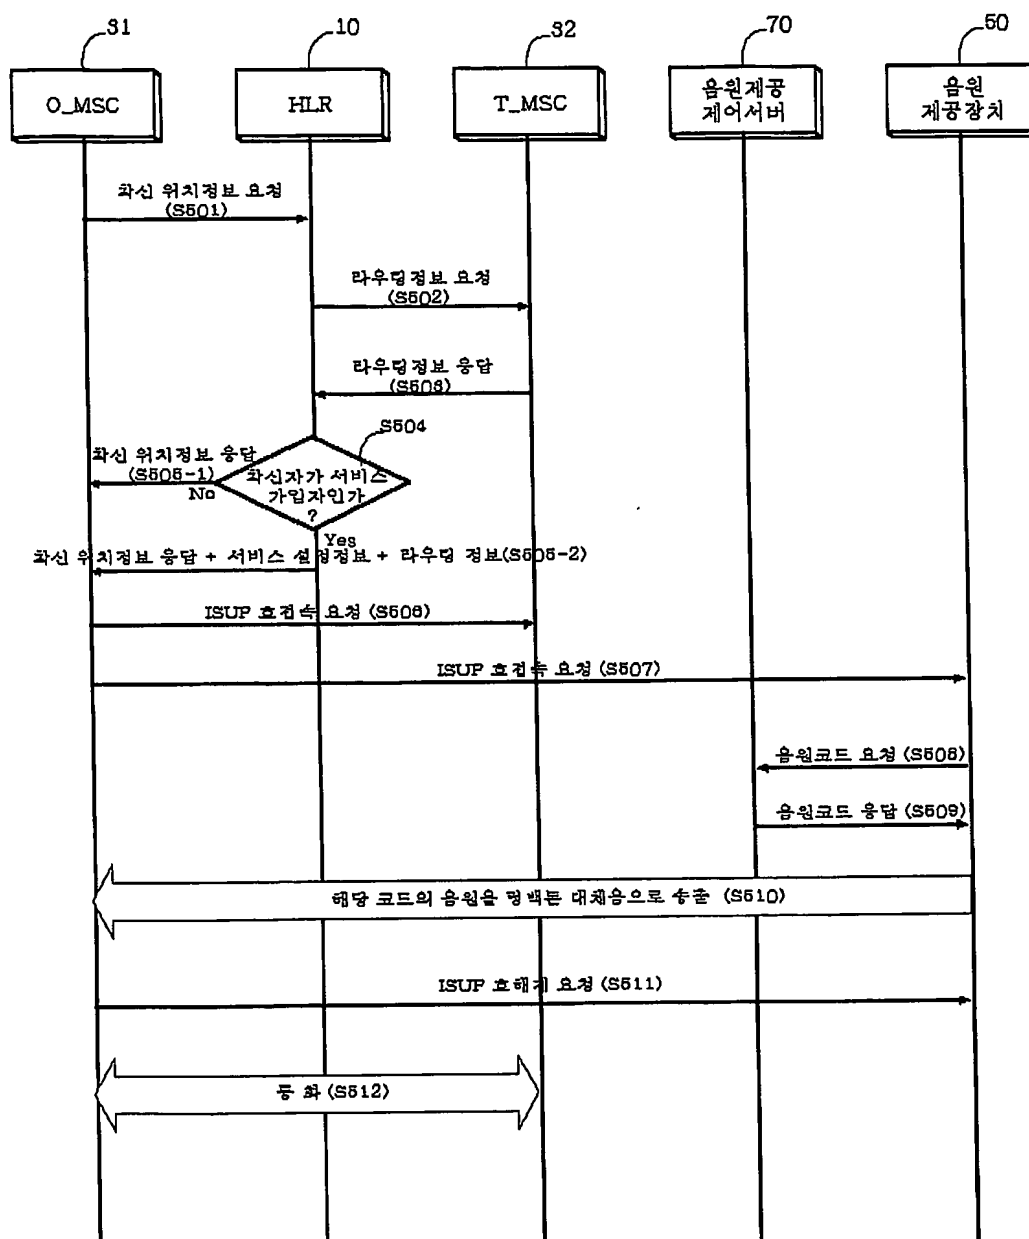 31
10
32
70
50
O_MSC
HLR
T_MSC
음원제공
제어서버
음원
제공장치
착신 위치정보 요청
(S501)
라우팅정보 요청
(S502)
라우팅정보 응답
(S503)
S504
착신 위치정보 응답
(S505-1)
No
착신자가 서비스
가입자인가
?
Yes
착신 위치정보 응답 + 서비스 설정정보 + 라우팅 정보(S505-2)
ISUP 호접속 요청 (S506)
ISUP 호접속 요청 (S507)
음원코드 요청 (S508)
음원코드 응답 (S509)
해당 코드의 음원을 링백톤 대체음으로 송출 (S510)
ISUP 호해제 요청 (S511)
통 화 (S512)